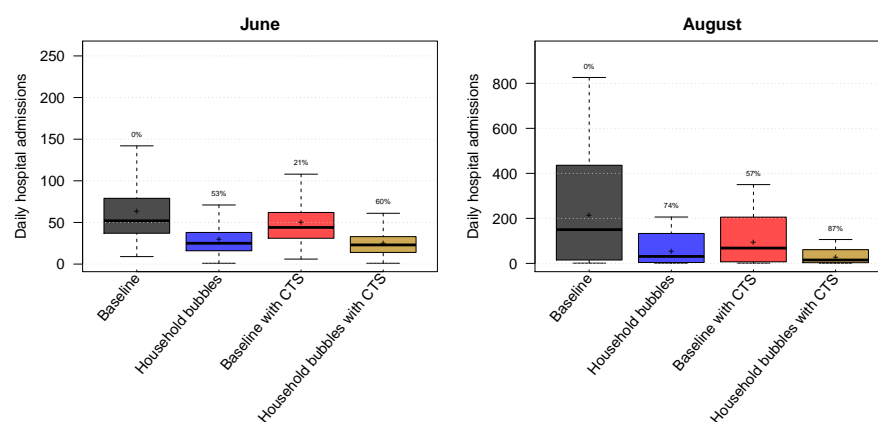 June
Daily hospital admissions
250
200
150
100
50
0
0%
53%
21%
60%
Baseline
Household bubbles
Baseline with CTS
Household bubbles with CTS
August
Daily hospital admissions
800
600
400
200
0
0%
74%
57%
87%
Baseline
Household bubbles
Baseline with CTS
Household bubbles with CTS